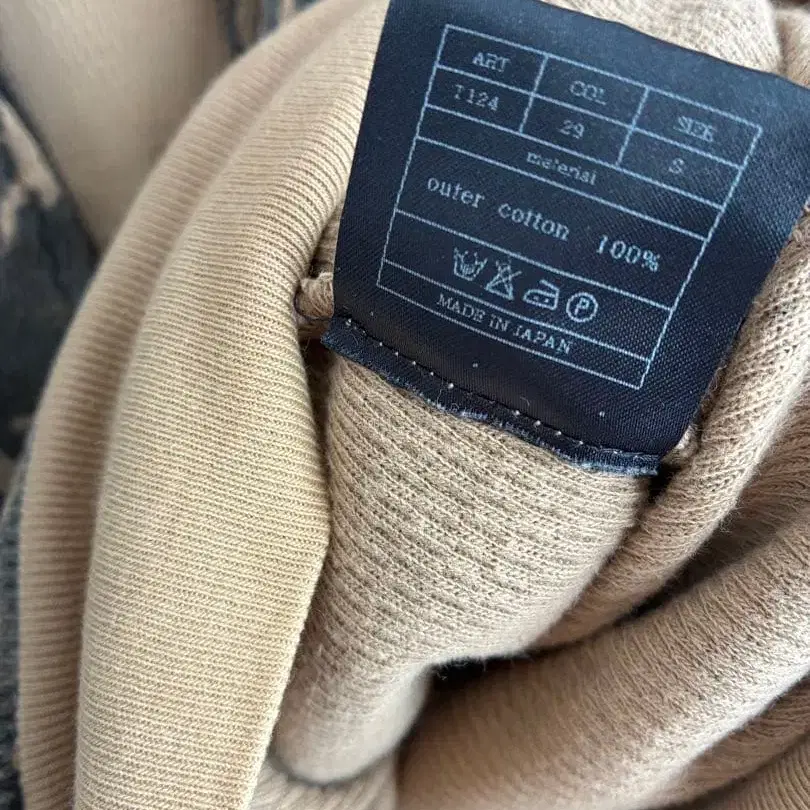 ART COL SIZE
T124 29 S
material
outer cotton 100%
P
MADE IN JAPAN